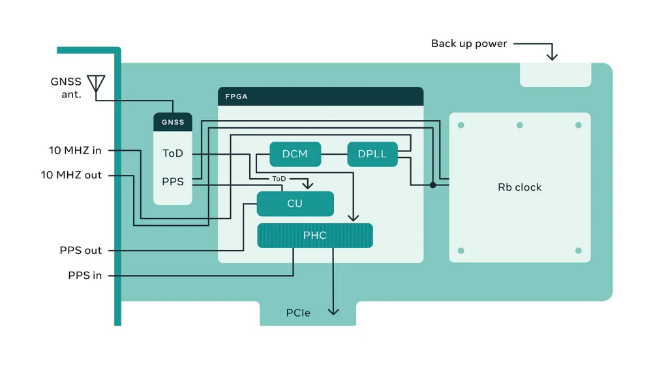 Back up power
GNSS
ant.
FPGA
GNSS
10 MHZ in
ToD
DCM
DPLL
10 MHZ out
PPS
ToD
Rb clock
CU
PHC
PPS out
PPS in
PCIe